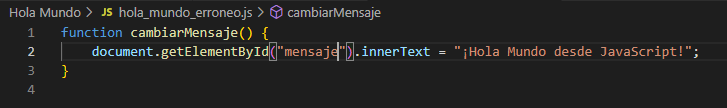 Hola Mundo > JS hola_mundo_erroneo.js > cambiarMensaje
1 function cambiarMensaje() {
2 document.getElementById("mensaje").innerText = "¡Hola Mundo desde JavaScript!";
3 }
4